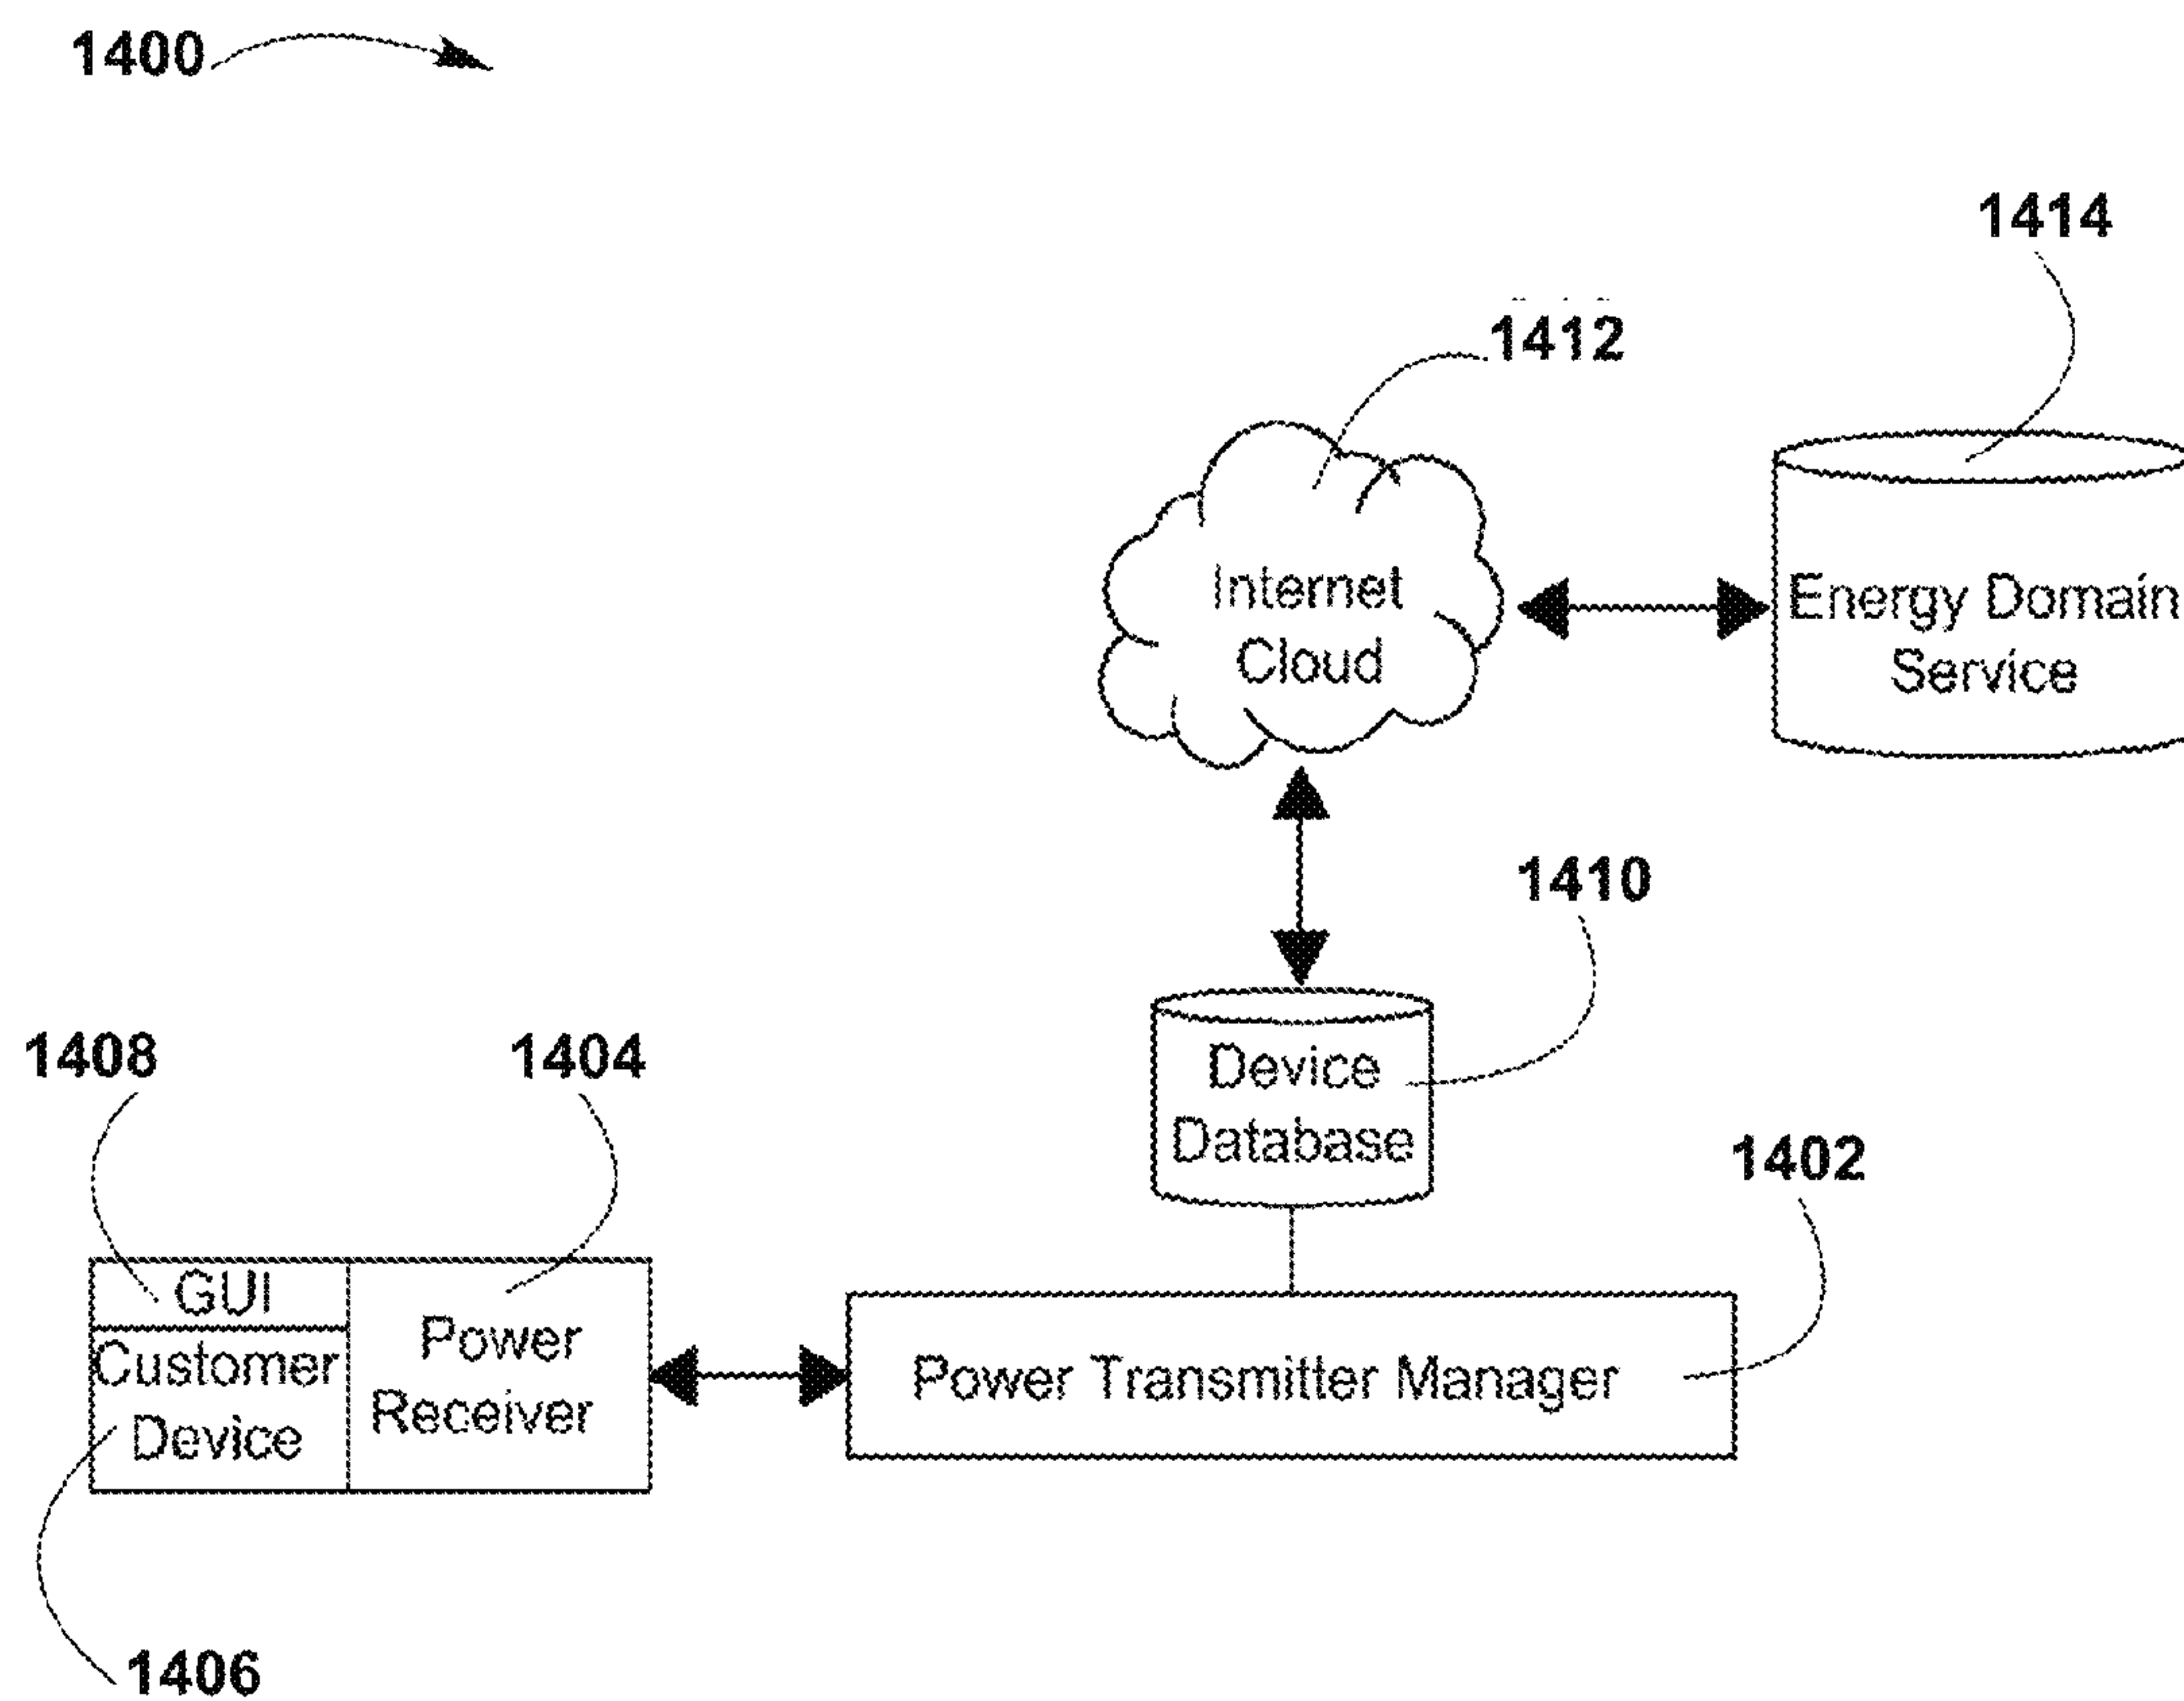 1400
1414
1412
Internet
Cloud
Energy Domain
Service
1410
Device
Database
1408
1404
1402
GUI
Customer
Device
Power
Receiver
Power Transmitter Manager
1406